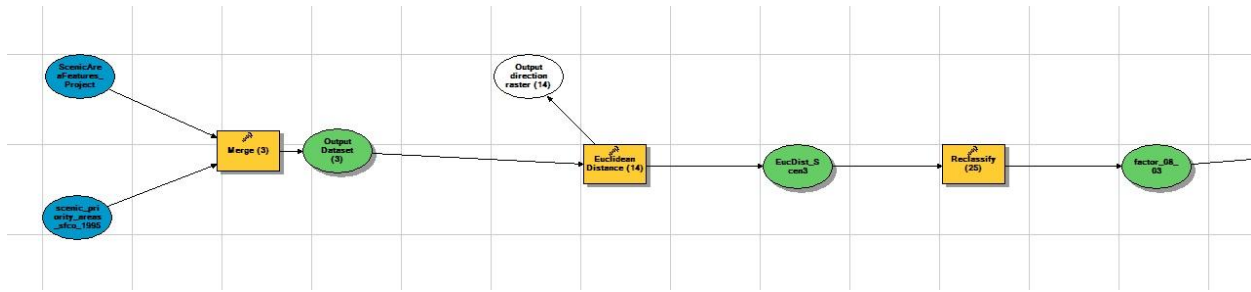 ScenicAre
aFeatures_
Project
Output
direction
raster (14)
Merge (3)
Output
Dataset
(3)
Euclidean
Distance (14)
EucDist_S
cen3
Reclassify
(25)
factor_08_
03
scenic_pri
ority_areas
_sfcu_1995